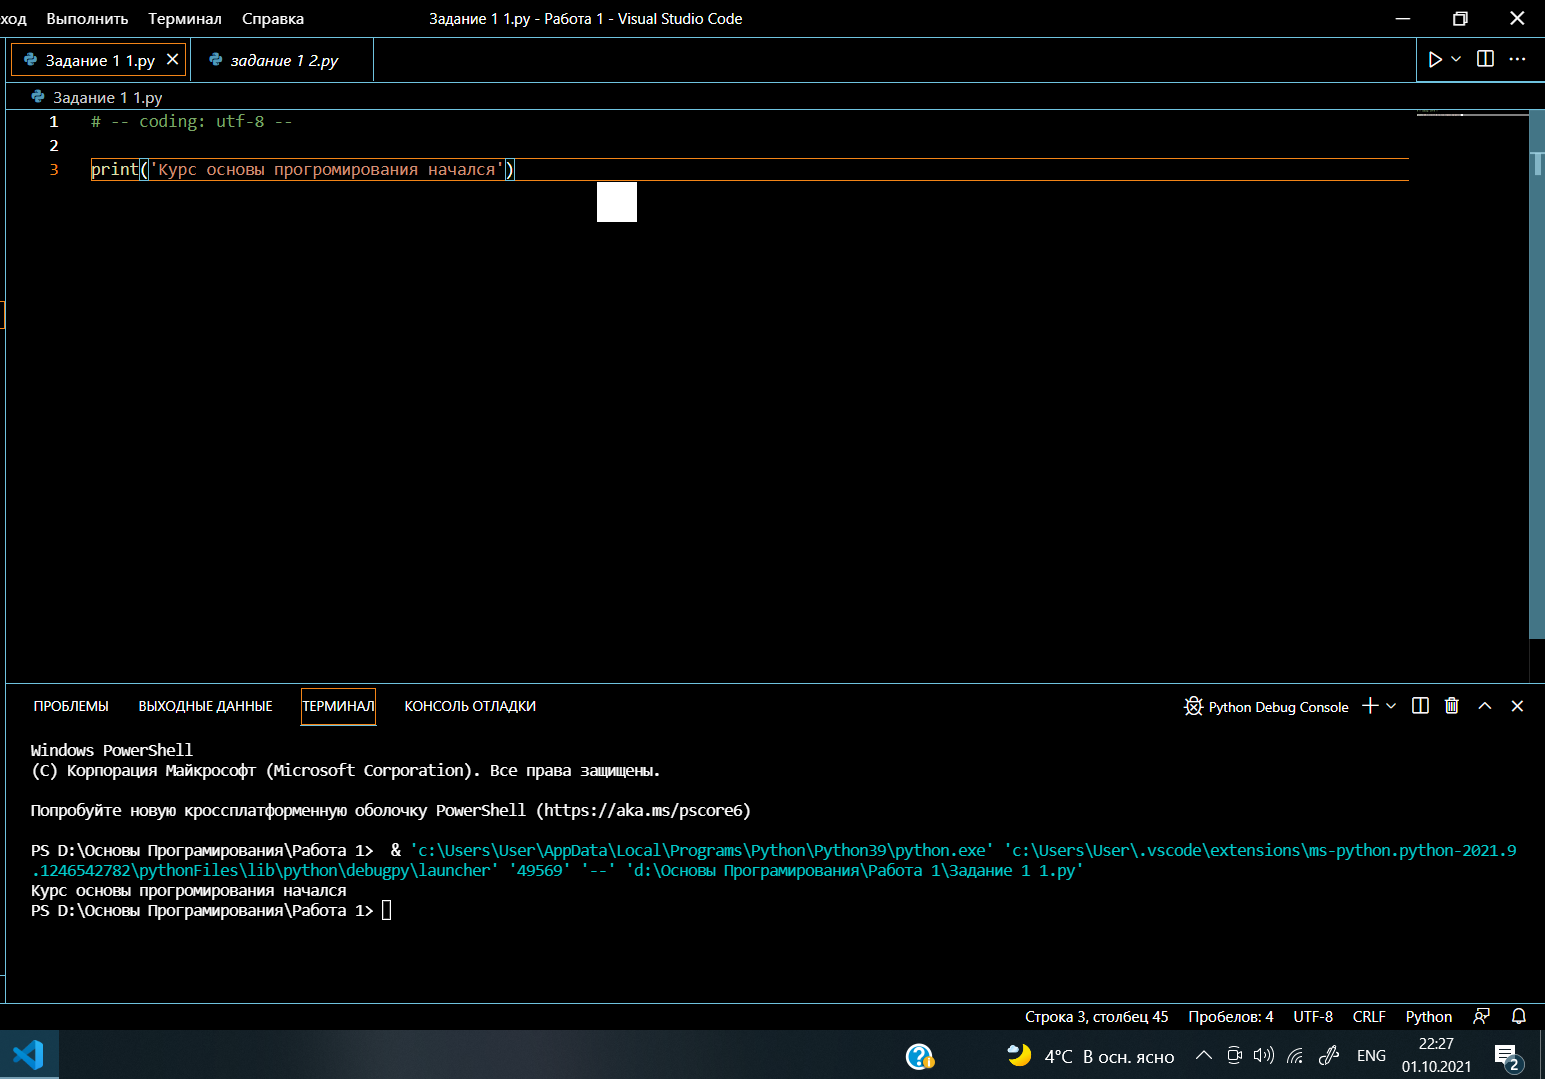 ход Выполнить Терминал Справка Задание 1 1.py - Работа 1 - Visual Studio Code
Задание 1 1.py задание 1 2.py
Задание 1 1.py
1 # -- coding: utf-8 --
2
3 print('Курс основы прогромирования начался')
ПРОБЛЕМЫ ВЫХОДНЫЕ ДАННЫЕ ТЕРМИНАЛ КОНСОЛЬ ОТЛАДКИ Python Debug Console
Windows PowerShell
(C) Корпорация Майкрософт (Microsoft Corporation). Все права защищены.
Попробуйте новую кроссплатформенную оболочку PowerShell (https://aka.ms/pscore6)
PS D:\Основы Програмирования\Работа 1>  & 'c:\Users\User\AppData\Local\Programs\Python\Python39\python.exe' 'c:\Users\User\.vscode\extensions\ms-python.python-2021.9
.1246542782\pythonFiles\lib\python\debugpy\launcher' '49569' '--' 'd:\Основы Програмирования\Работа 1\Задание 1 1.py'
Курс основы прогромирования начался
PS D:\Основы Програмирования\Работа 1>
Строка 3, столбец 45 Пробелов: 4 UTF-8 CRLF Python
4°C В осн. ясно ENG 22:27
01.10.2021 2